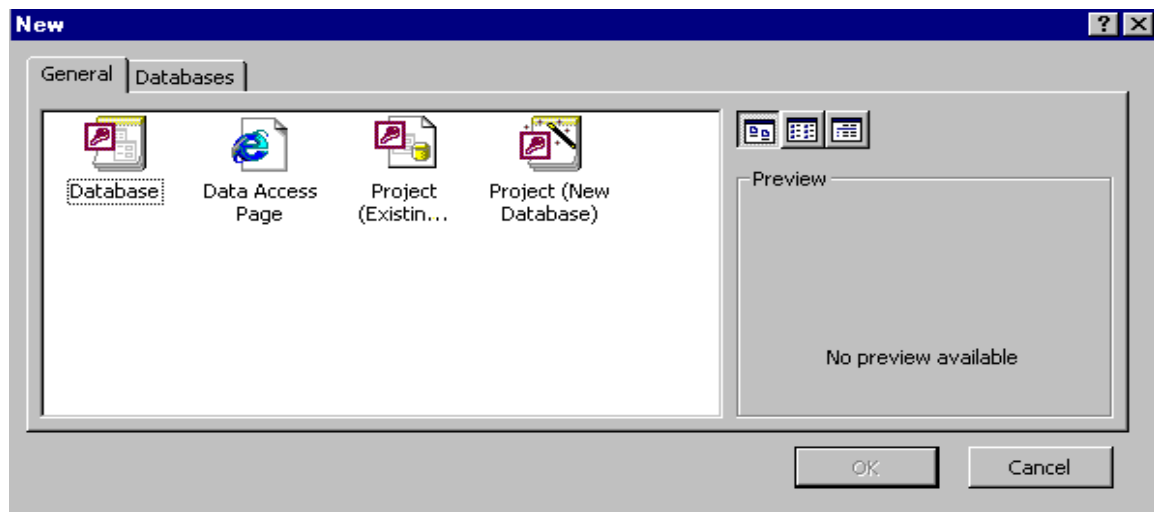 New
General Databases
Database Data Access Page Project (Existin... Project (New Database)
Preview
No preview available
OK Cancel